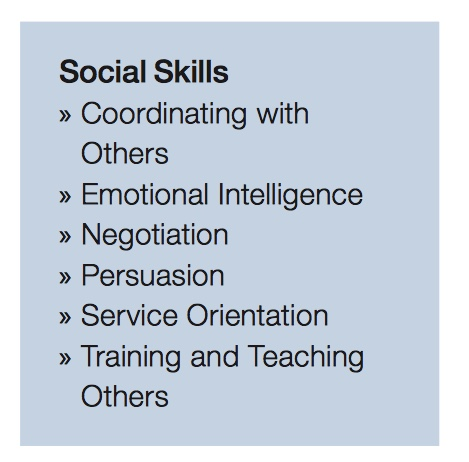 Social Skills
» Coordinating with
Others
» Emotional Intelligence
» Negotiation
» Persuasion
» Service Orientation
» Training and Teaching
Others